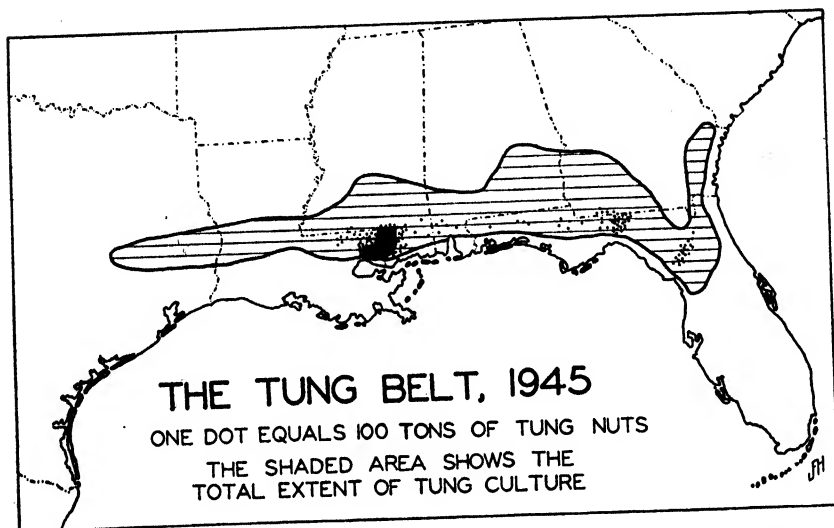 THE TUNG BELT, 1945
ONE DOT EQUALS 100 TONS OF TUNG NUTS
THE SHADED AREA SHOWS THE
TOTAL EXTENT OF TUNG CULTURE